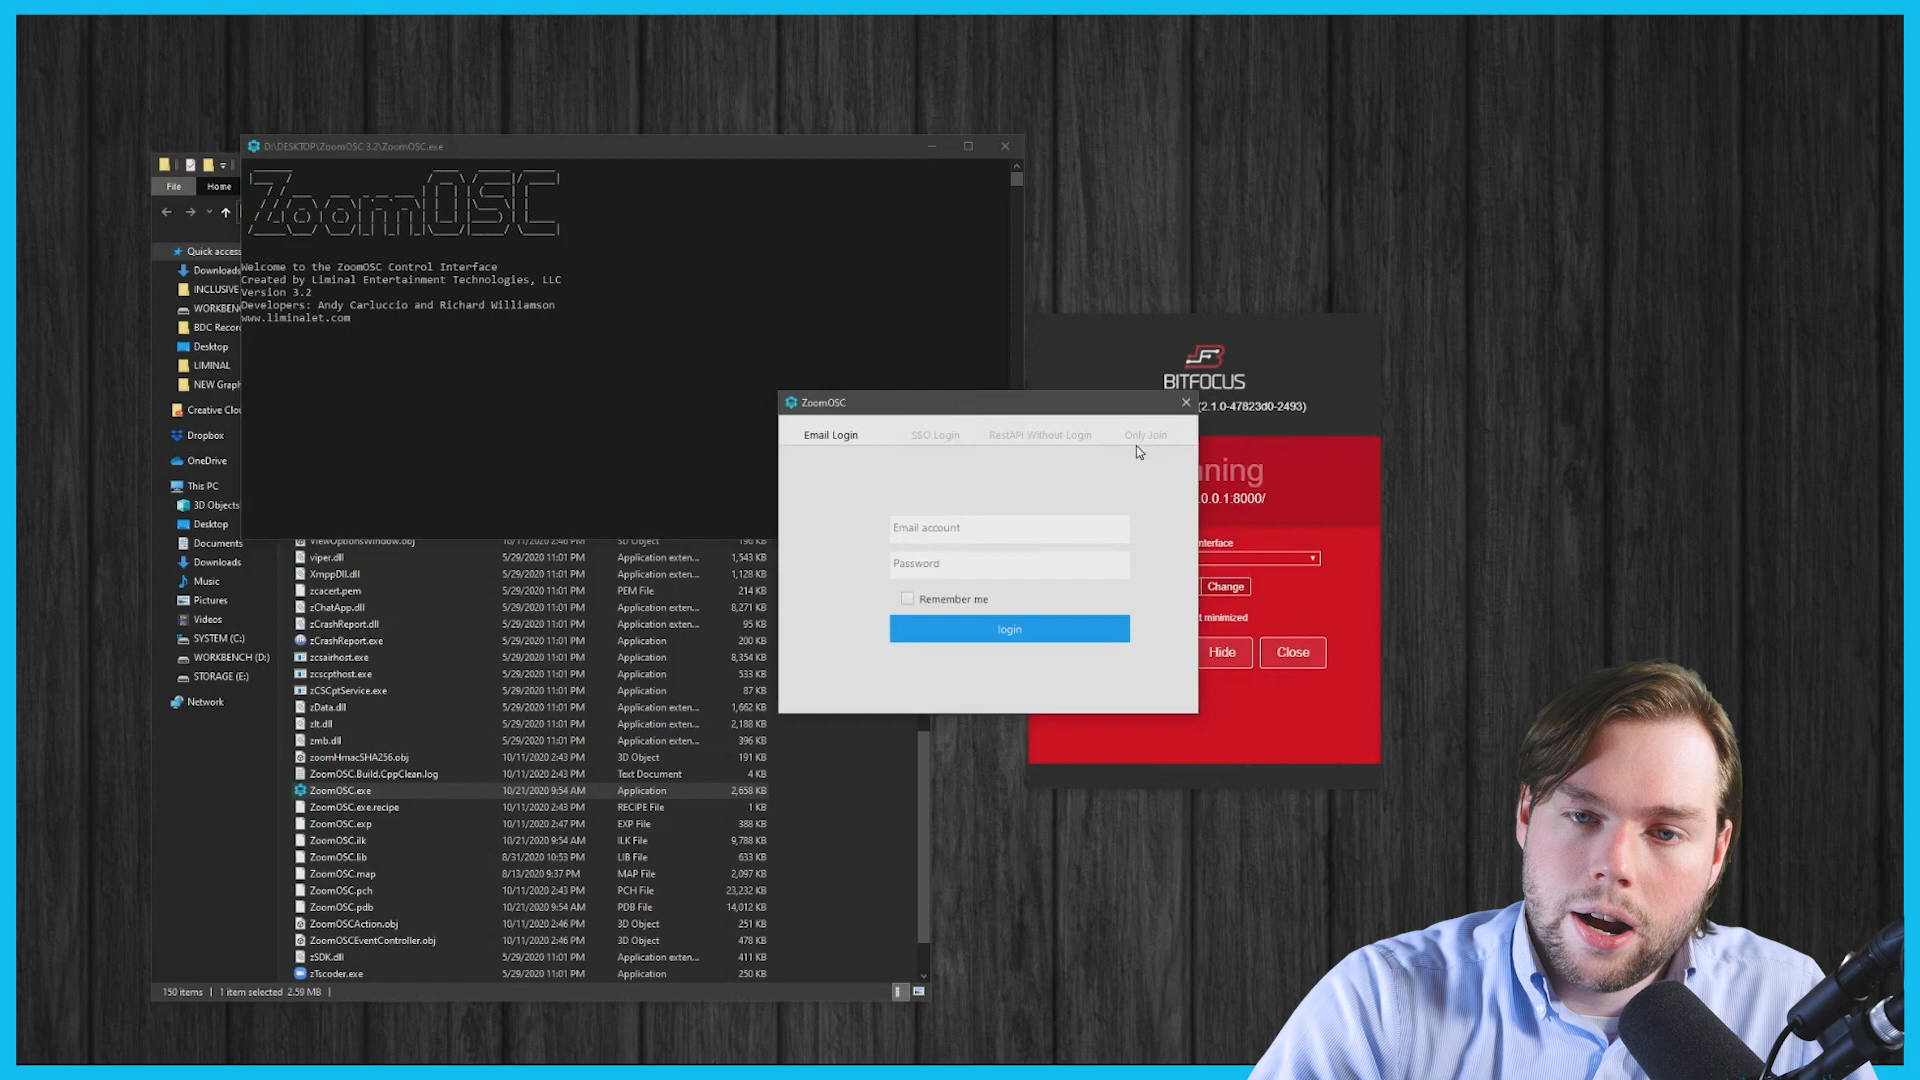 D:\DESKTOP\ZoomOSC 3.2\ZoomOSC.exe
ZoomOSC
Welcome to the ZoomOSC Control Interface
Created by Liminal Entertainment Technologies, LLC
Version 3.2
Developers: Andy Carluccio and Richard Williamson
www.liminalet.com
File Home
Quick access
Downloads
INCLUSIVE
WORKBEN
BDC Recor
Desktop
LIMINAL
NEW Graph
Creative Clou
Dropbox
OneDrive
This PC
3D Objects
Desktop
Documents
Downloads
Music
Pictures
Videos
SYSTEM (C:)
WORKBENCH (D:)
STORAGE (E:)
Network
ViewOptionsWindow.obj 10/11/2020 2:46 PM 3D Object 196 KB
viper.dll 5/29/2020 11:01 PM Application exten... 1,543 KB
XmppDll.dll 5/29/2020 11:01 PM Application exten... 1,128 KB
zcacert.pem 5/29/2020 11:01 PM PEM File 214 KB
zChatApp.dll 5/29/2020 11:01 PM Application exten... 8,271 KB
zCrashReport.dll 5/29/2020 11:01 PM Application exten... 95 KB
zCrashReport.exe 5/29/2020 11:01 PM Application 200 KB
zcsairhost.exe 5/29/2020 11:01 PM Application 8,354 KB
zcscpthost.exe 5/29/2020 11:01 PM Application 533 KB
zCSCptService.exe 5/29/2020 11:01 PM Application 87 KB
zData.dll 5/29/2020 11:01 PM Application exten... 1,662 KB
zlt.dll 5/29/2020 11:01 PM Application exten... 2,188 KB
zmb.dll 5/29/2020 11:01 PM Application exten... 396 KB
zoomHmacSHA256.obj 10/11/2020 2:43 PM 3D Object 191 KB
ZoomOSC.Build.CppClean.log 10/11/2020 2:43 PM Text Document 4 KB
ZoomOSC.exe 10/21/2020 9:54 AM Application 2,658 KB
ZoomOSC.exe.recipe 10/11/2020 2:43 PM RECIPE File 1 KB
ZoomOSC.exp 10/11/2020 2:47 PM EXP File 388 KB
ZoomOSC.ilk 10/21/2020 9:54 AM ILK File 9,788 KB
ZoomOSC.lib 8/31/2020 10:53 PM LIB File 633 KB
ZoomOSC.map 8/13/2020 9:37 PM MAP File 2,097 KB
ZoomOSC.pch 10/11/2020 2:43 PM PCH File 23,232 KB
ZoomOSC.pdb 10/21/2020 9:54 AM PDB File 14,012 KB
ZoomOSCAction.obj 10/11/2020 2:46 PM 3D Object 251 KB
ZoomOSCEventController.obj 10/11/2020 2:46 PM 3D Object 478 KB
zSDK.dll 5/29/2020 11:01 PM Application exten... 411 KB
zTscoder.exe 5/29/2020 11:01 PM Application 250 KB
150 items 1 item selected 2.59 MB
ZoomOSC
Email Login SSO Login RestAPI Without Login Only Join
Email account
Password
Remember me
login
BITFOCUS
(2.1.0-47823d0-2493)
nning
.0.0.1:8000/
nterface
Change
t minimized
Hide Close